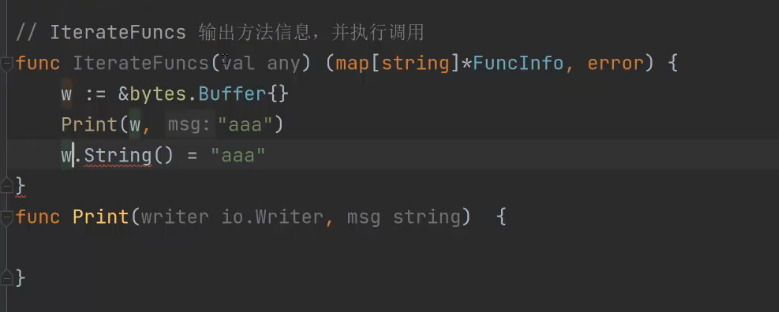 // IterateFuncs 输出方法信息，并执行调用
func IterateFuncs(val any) (map[string]*FuncInfo, error) {
    w := &bytes.Buffer{}
    Print(w, msg: "aaa")
    w.String() = "aaa"
}
func Print(writer io.Writer, msg string)  {
}